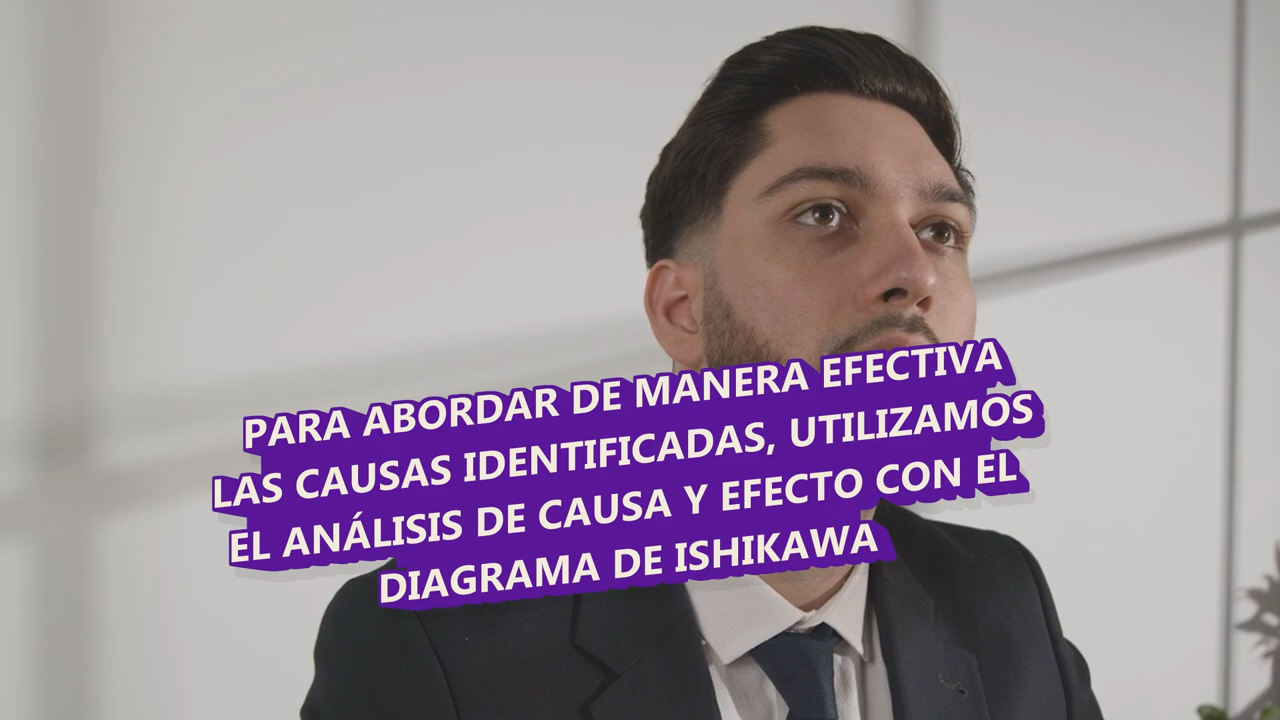 PARA ABORDAR DE MANERA EFECTIVA
LAS CAUSAS IDENTIFICADAS, UTILIZAMOS
EL ANÁLISIS DE CAUSA Y EFECTO CON EL
DIAGRAMA DE ISHIKAWA